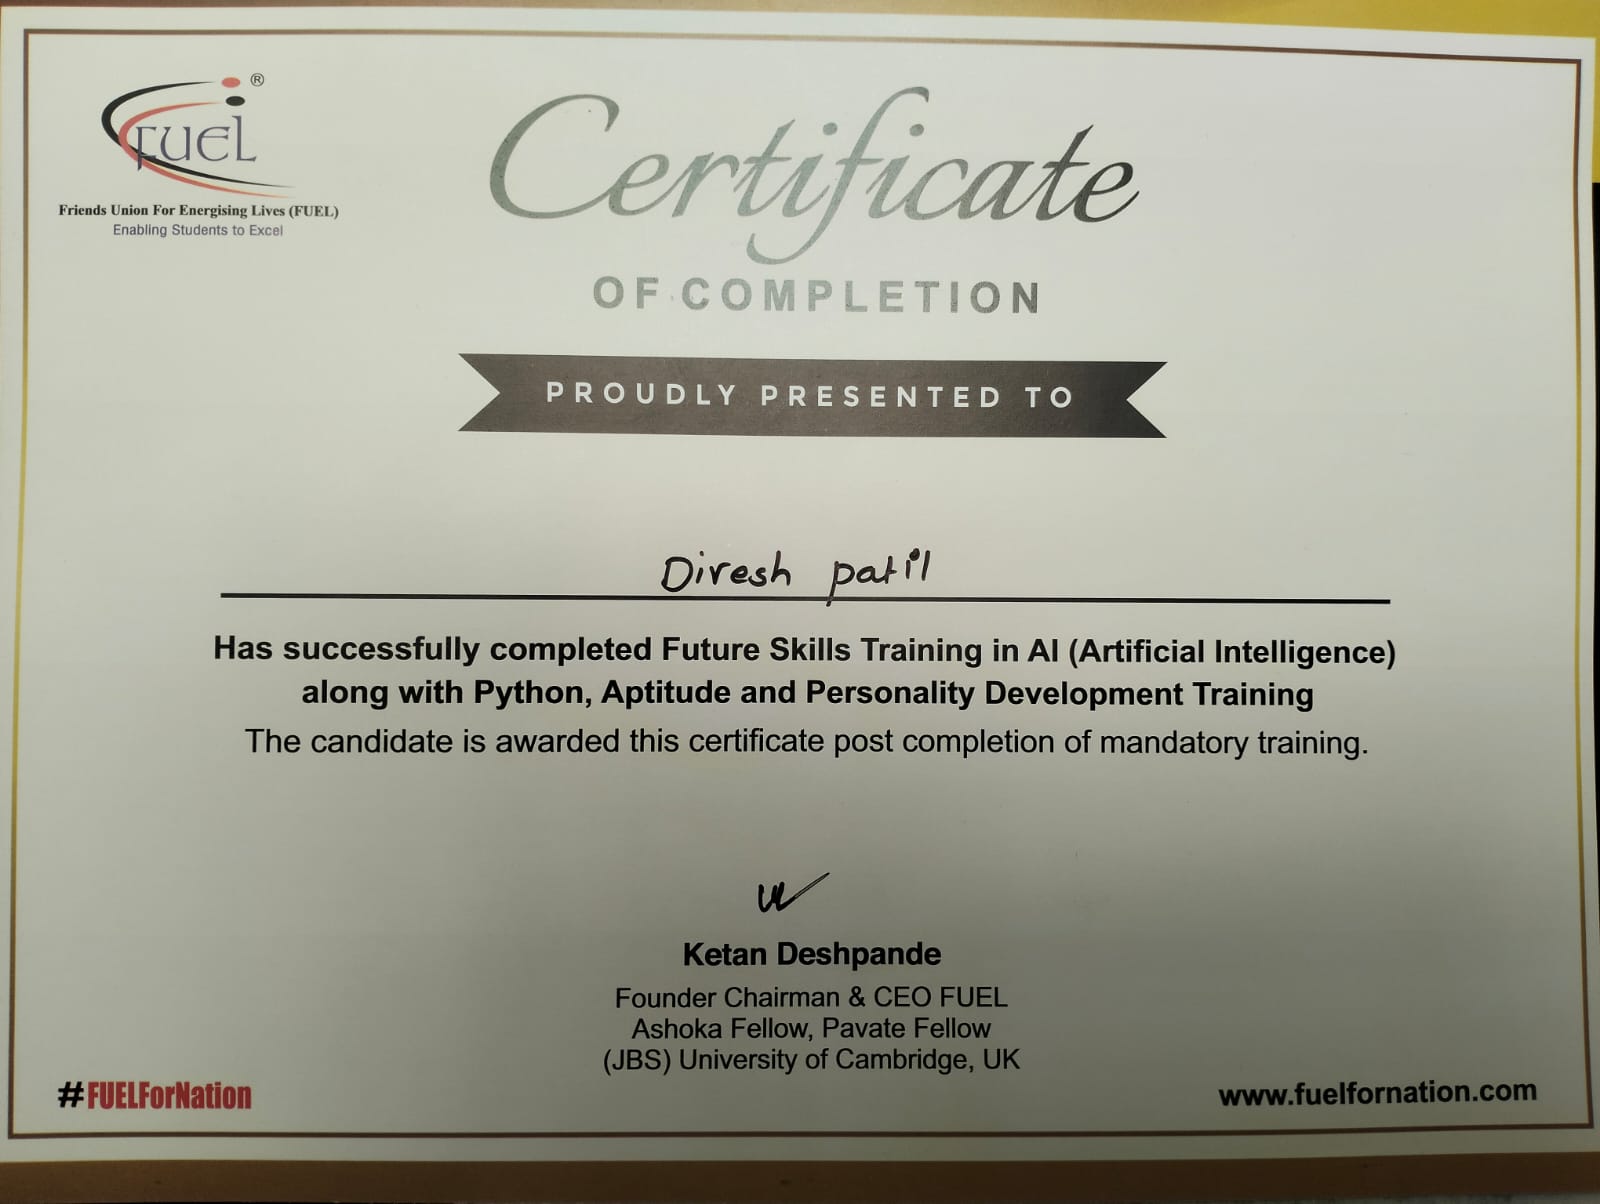 FUEL ®
Friends Union For Energising Lives (FUEL)
Enabling Students to Excel
Certificate
OF COMPLETION
PROUDLY PRESENTED TO
Diresh patil
Has successfully completed Future Skills Training in AI (Artificial Intelligence)
along with Python, Aptitude and Personality Development Training
The candidate is awarded this certificate post completion of mandatory training.
Ketan Deshpande
Founder Chairman & CEO FUEL
Ashoka Fellow, Pavate Fellow
(JBS) University of Cambridge, UK
#FUELForNation
www.fuelfornation.com